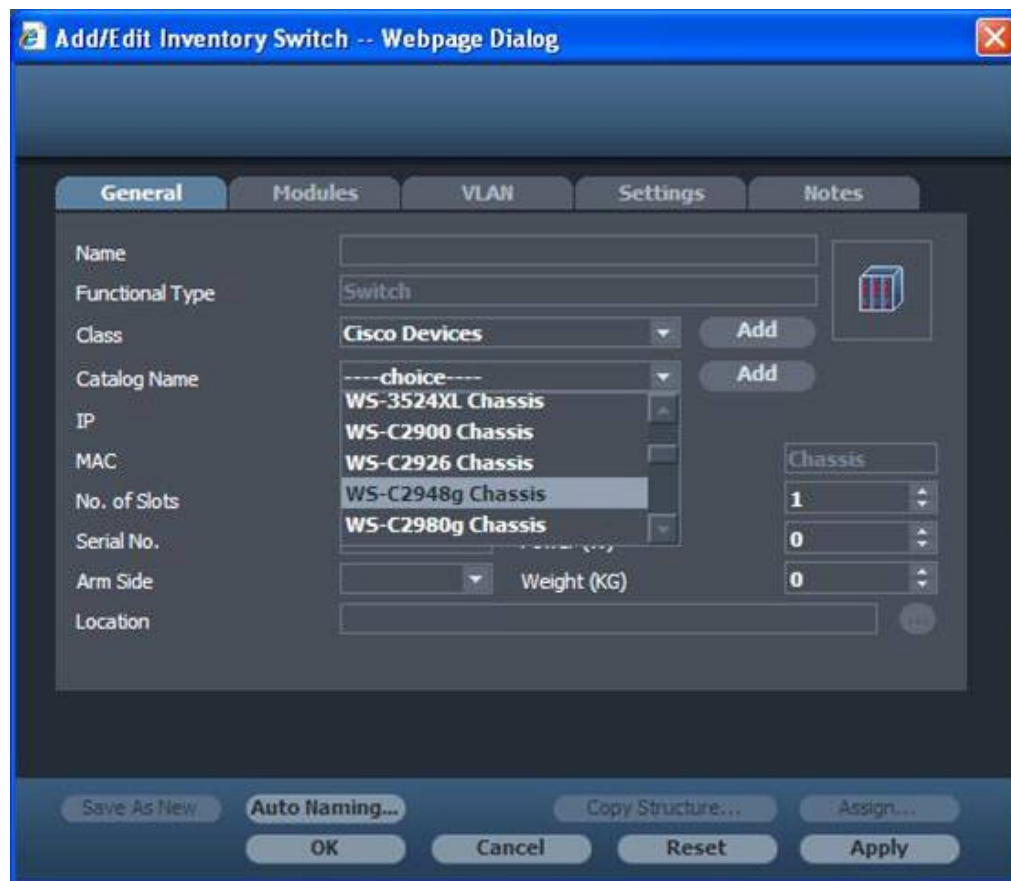 Add/Edit Inventory Switch -- Webpage Dialog
General Modules VLAN Settings Notes
Name
Functional Type Switch
Class Cisco Devices Add
Catalog Name ----choice---- Add
WS-3524XL Chassis
IP
WS-C2900 Chassis
MAC WS-C2926 Chassis Chassis
No. of Slots WS-C2948g Chassis 1
Serial No. WS-C2980g Chassis 0
Arm Side Weight (KG) 0
Location
Save As New Auto Naming... Copy Structure... Assign...
OK Cancel Reset Apply